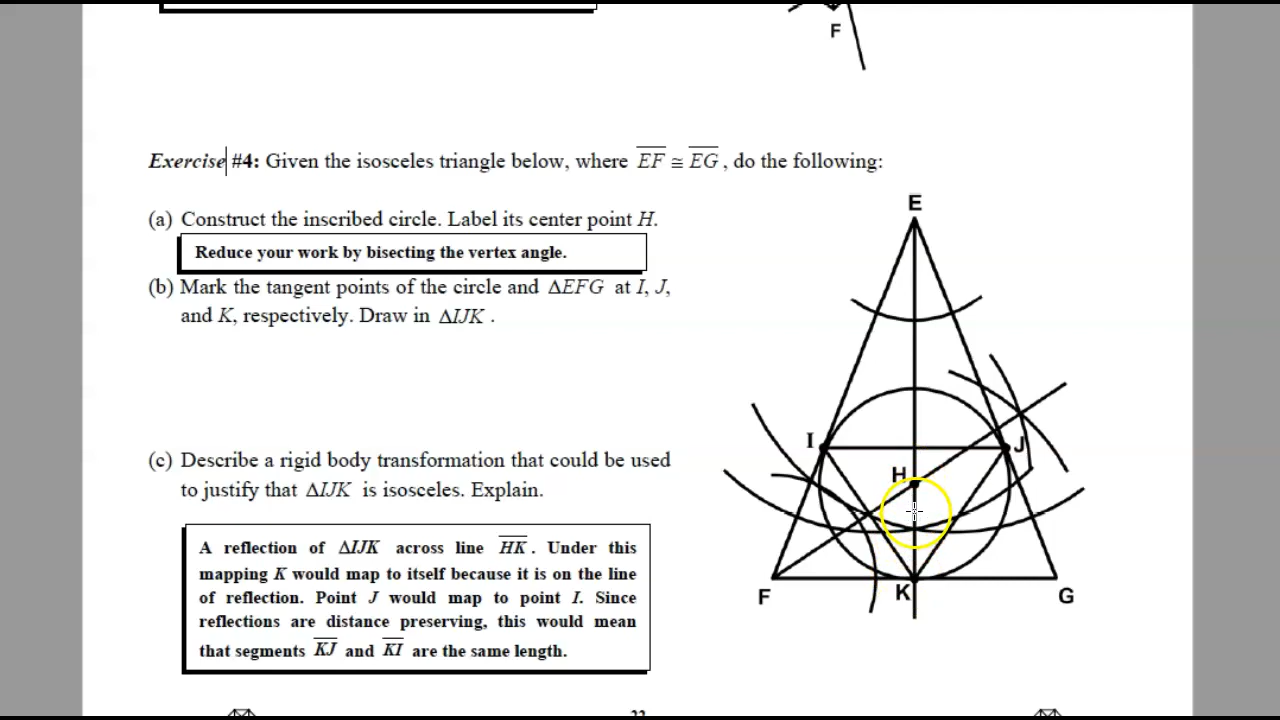 F
Exercise #4: Given the isosceles triangle below, where EF ≅ EG, do the following:
(a) Construct the inscribed circle. Label its center point H.
Reduce your work by bisecting the vertex angle.
(b) Mark the tangent points of the circle and ΔEFG at I, J,
and K, respectively. Draw in ΔIJK.
(c) Describe a rigid body transformation that could be used
to justify that ΔIJK is isosceles. Explain.
A reflection of ΔIJK across line HK. Under this
mapping K would map to itself because it is on the line
of reflection. Point J would map to point I. Since
reflections are distance preserving, this would mean
that segments KJ and KI are the same length.
E
I
J
H
F
K
G